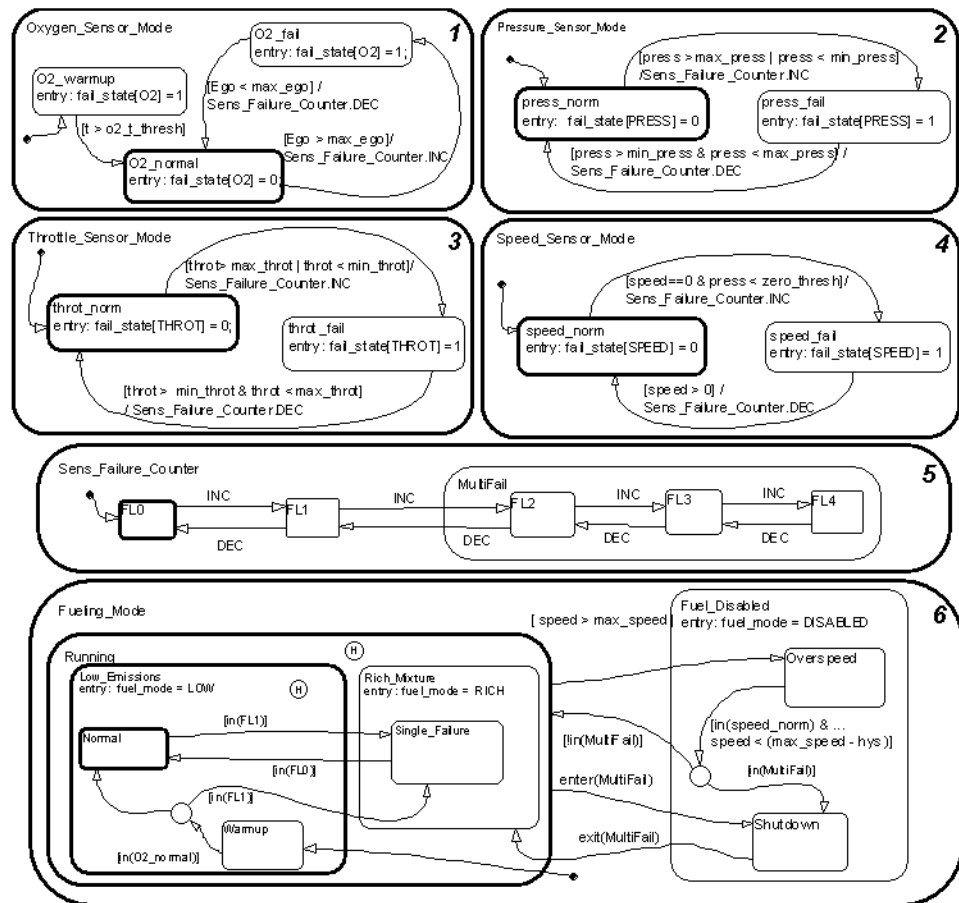 Oxygen_Sensor_Mode
1
O2_fail
entry: fail_state[O2] = 1;
O2_warmup
entry: fail_state[O2] = 1
[Ego < max_ego] /
Sens_Failure_Counter.DEC
[t > o2_t_thresh]
[Ego > max_ego]/
Sens_Failure_Counter.INC
O2_normal
entry: fail_state[O2] = 0;
Pressure_Sensor_Mode
2
[press > max_press | press < min_press]
/Sens_Failure_Counter.INC
press_norm
entry: fail_state[PRESS] = 0
press_fail
entry: fail_state[PRESS] = 1
[press > min_press & press < max_press] /
Sens_Failure_Counter.DEC
Throttle_Sensor_Mode
3
[throt> max_throt | throt < min_throt]/
Sens_Failure_Counter.INC
throt_norm
entry: fail_state[THROT] = 0;
throt_fail
entry: fail_state[THROT] = 1
[throt > min_throt & throt < max_throt]
/ Sens_Failure_Counter.DEC
Speed_Sensor_Mode
4
[speed==0 & press < zero_thresh]/
Sens_Failure_Counter.INC
speed_norm
entry: fail_state[SPEED] = 0
speed_fail
entry: fail_state[SPEED] = 1
[speed > 0] /
Sens_Failure_Counter.DEC
Sens_Failure_Counter
5
MultiFail
INC
INC
INC
INC
FL0
FL1
FL2
FL3
FL4
DEC
DEC
DEC
DEC
Fueling_Mode
6
Fuel_Disabled
entry: fuel_mode = DISABLED
[ speed > max_speed ]
Running
H
Low_Emissions
entry: fuel_mode = LOW
H
Rich_Mixture
entry: fuel_mode = RICH
Overspeed
Normal
[in(FL1)]
Single_Failure
[in(speed_norm) & ...
speed < (max_speed - hys)]
[in(FL0)]
[!in(MultiFail)]
[in(MultiFail)]
[in(FL1)]
enter(MultiFail)
Warmup
Shutdown
[in(O2_normal)]
exit(MultiFail)